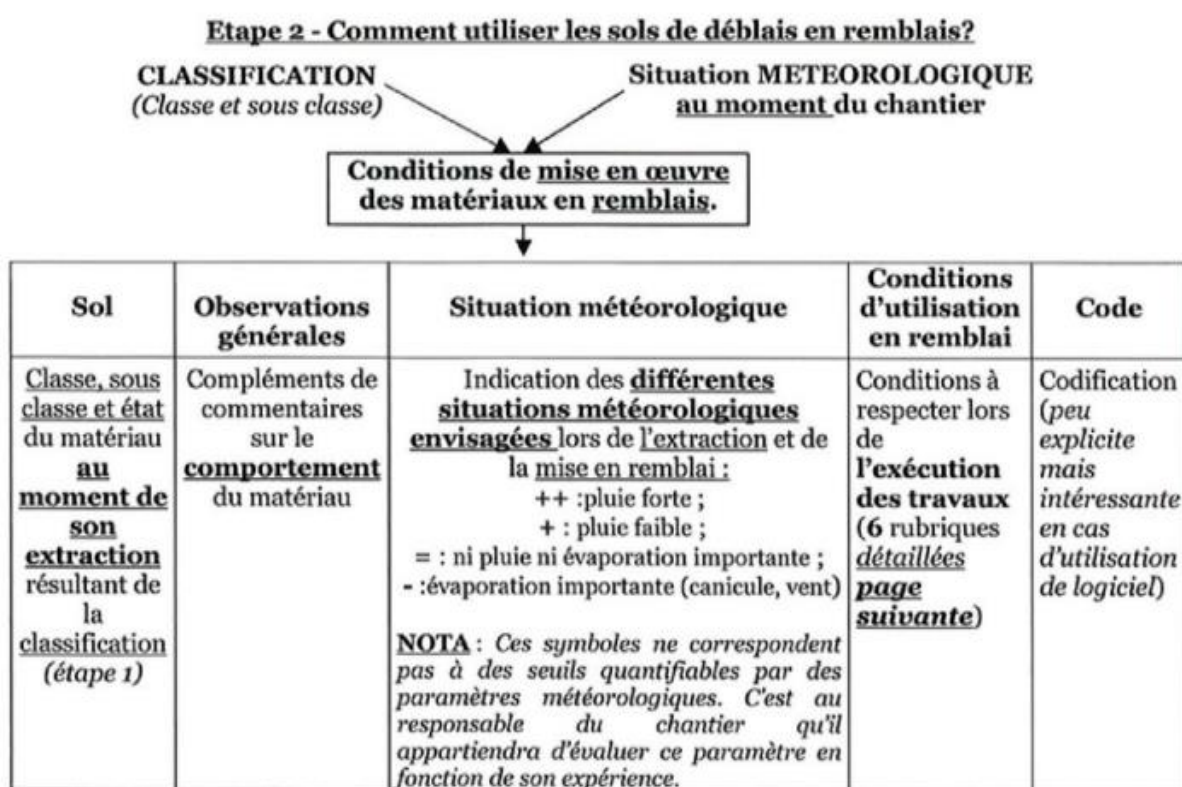 Etape 2 - Comment utiliser les sols de déblais en remblais?
CLASSIFICATION
(Classe et sous classe)
Situation METEOROLOGIQUE
au moment du chantier
Conditions de mise en œuvre
des matériaux en remblais.
Sol
Observations
générales
Situation météorologique
Conditions
d'utilisation
en remblai
Code
Classe, sous
classe et état
du matériau
au
moment de
son
extraction
résultant de
la
classification
(étape 1)
Compléments de
commentaires
sur le
comportement
du matériau
Indication des différentes
situations météorologiques
envisagées lors de l'extraction et de
la mise en remblai :
++ :pluie forte ;
+ : pluie faible ;
= : ni pluie ni évaporation importante ;
- :évaporation importante (canicule, vent)
NOTA : Ces symboles ne correspondent
pas à des seuils quantifiables par des
paramètres météorologiques. C'est au
responsable du chantier qu'il
appartiendra d'évaluer ce paramètre en
fonction de son expérience.
Conditions à
respecter lors
de
l'exécution
des travaux
(6 rubriques
détaillées
page
suivante)
Codification
(peu
explicite
mais
intéressante
en cas
d'utilisation
de logiciel)